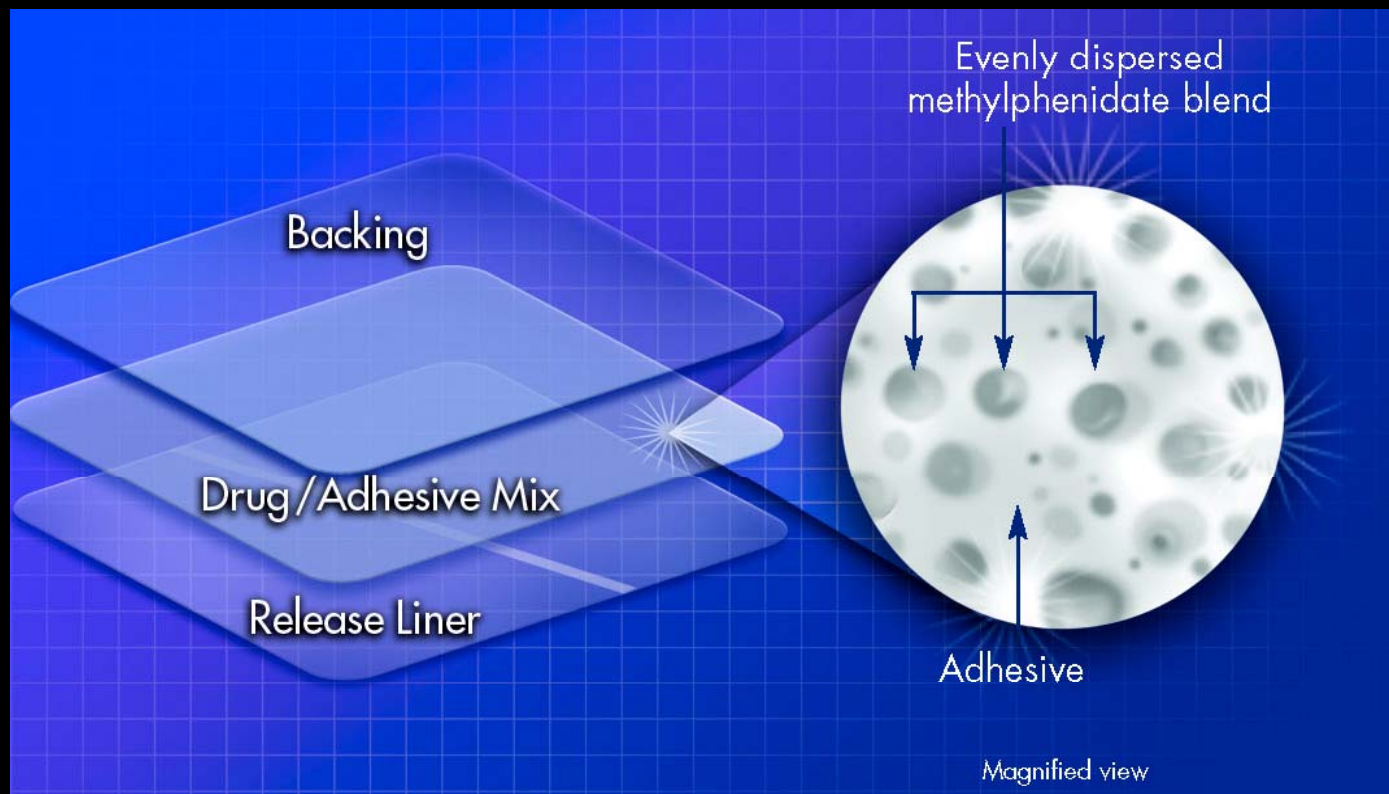 Evenly dispersed
methylphenidate blend
Backing
Drug/Adhesive Mix
Release Liner
Adhesive
Magnified view